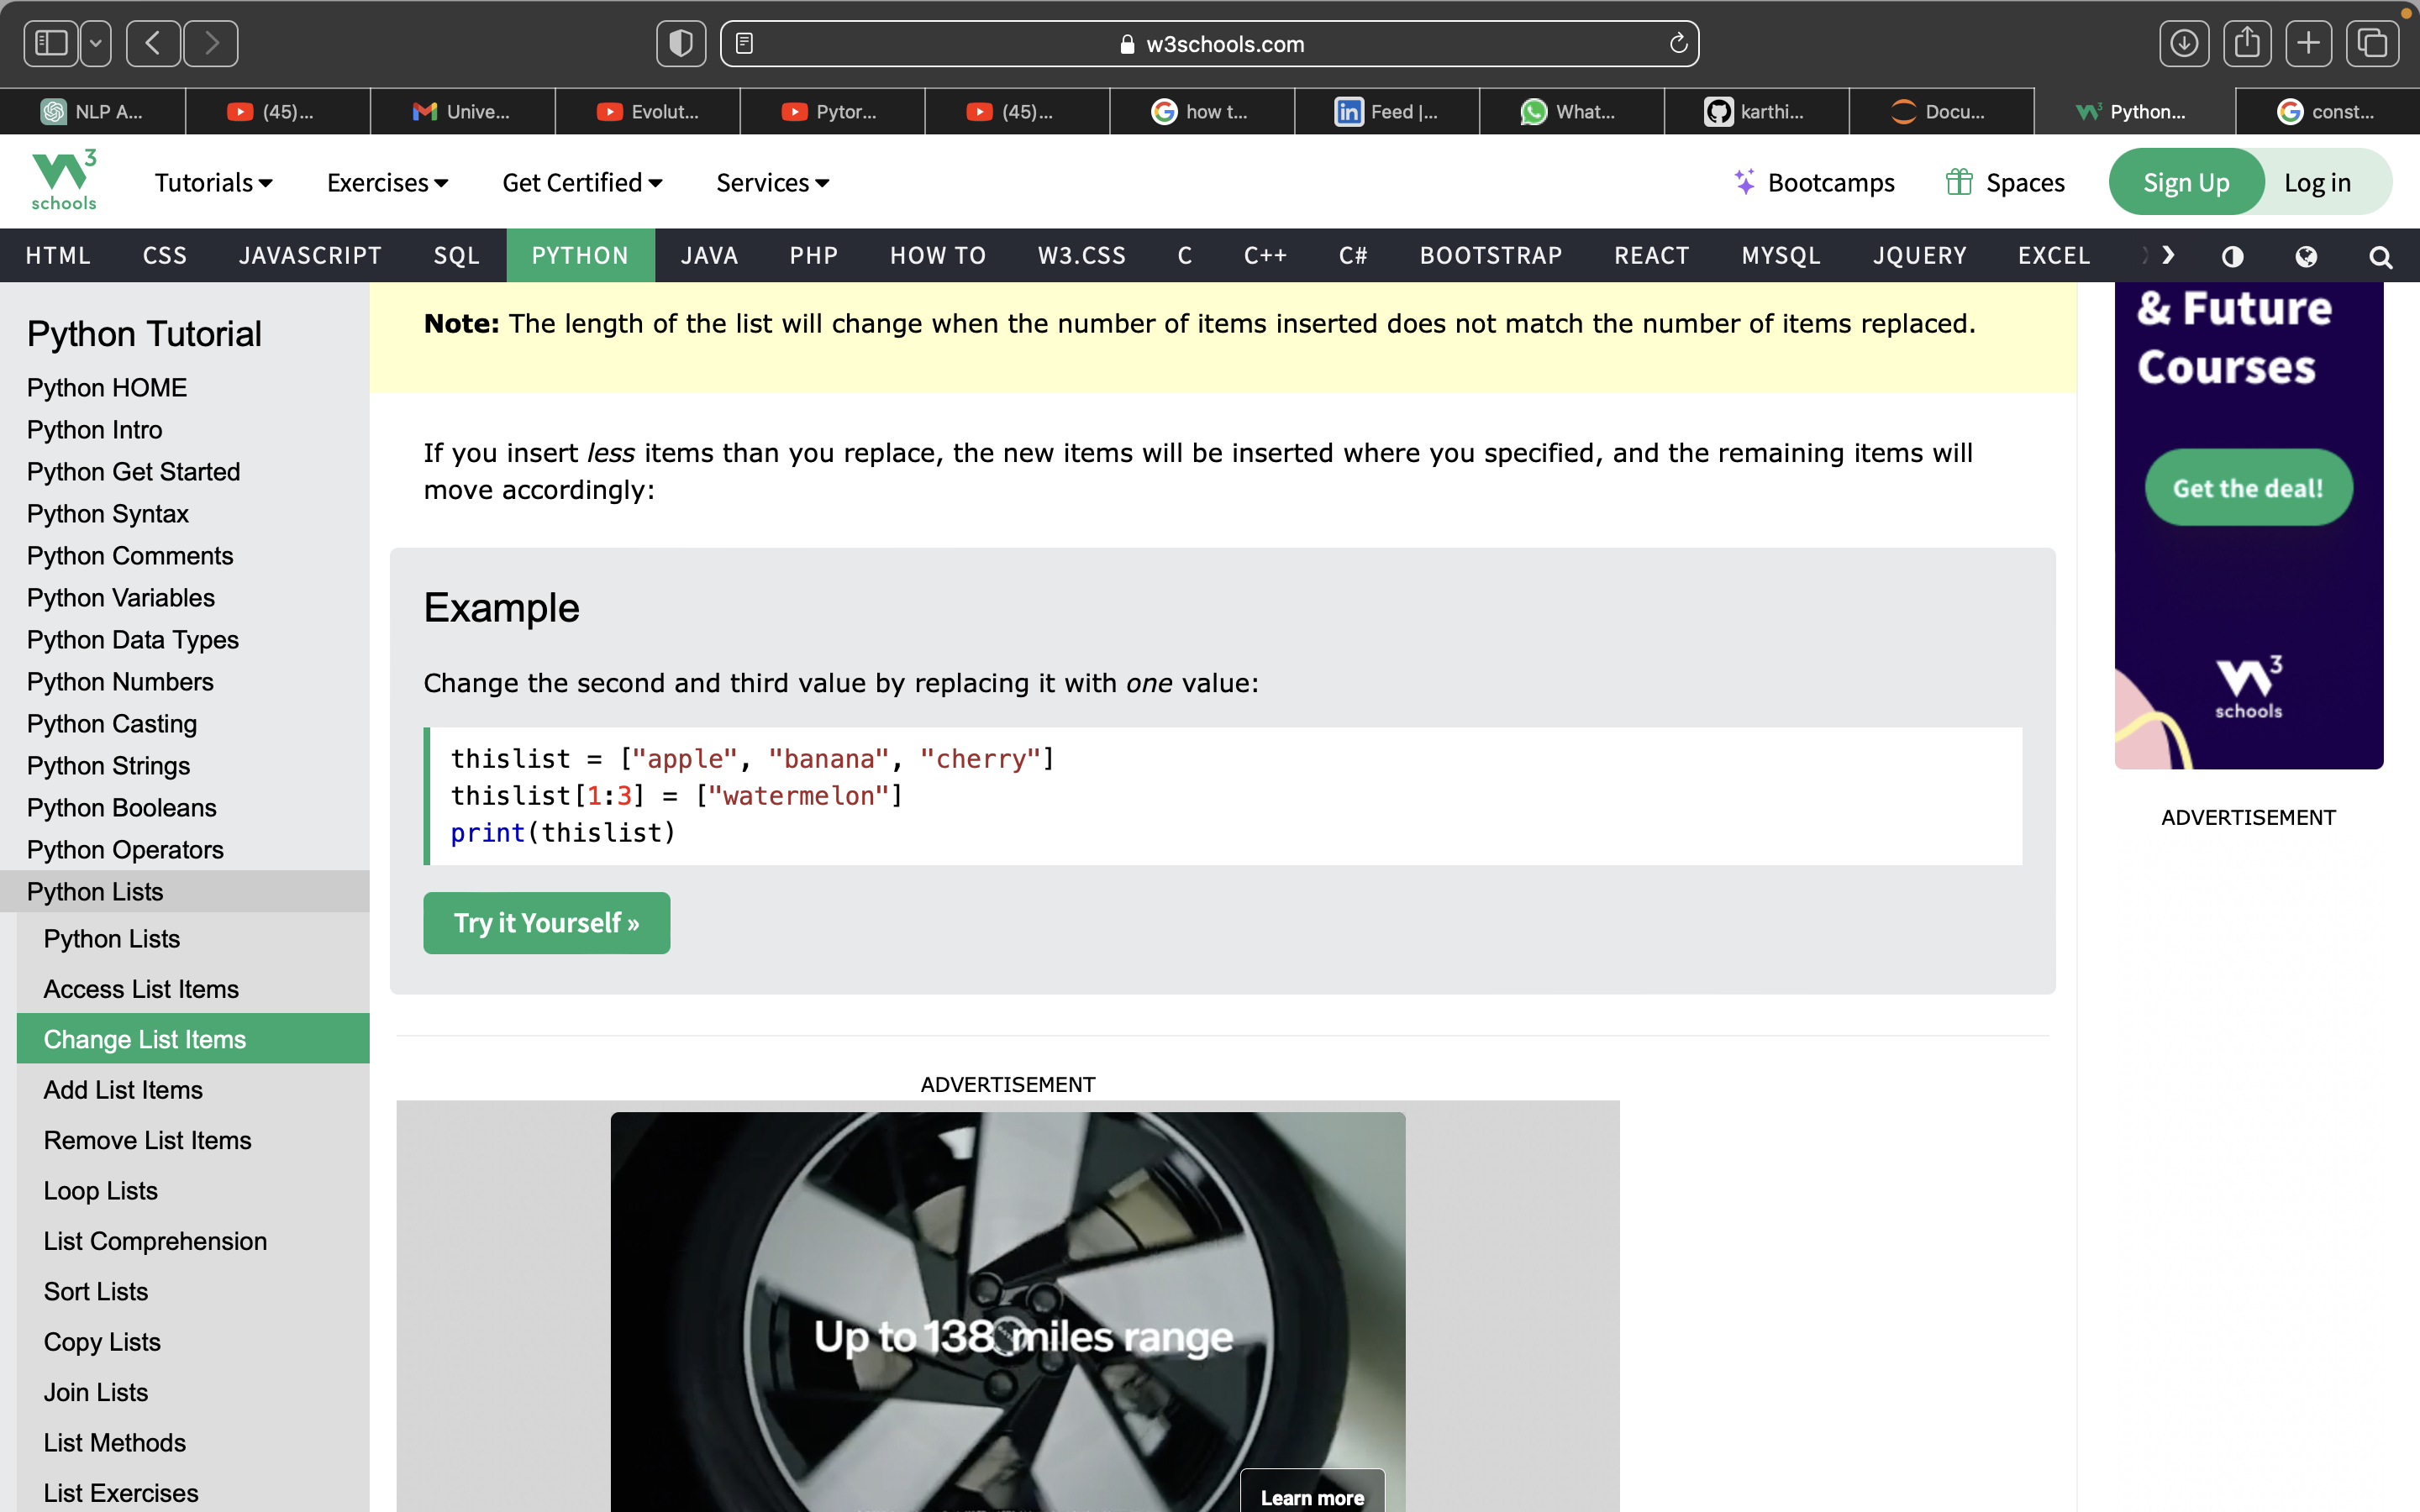 w3schools.com
NLP A...
(45)...
Unive...
Evolut...
Pytor...
(45)...
how t...
Feed |...
What...
karthi...
Docu...
Python...
const...
W3 schools
Tutorials
Exercises
Get Certified
Services
Bootcamps
Spaces
Sign Up
Log in
HTML
CSS
JAVASCRIPT
SQL
PYTHON
JAVA
PHP
HOW TO
W3.CSS
C
C++
C#
BOOTSTRAP
REACT
MYSQL
JQUERY
EXCEL
Python Tutorial
Python HOME
Python Intro
Python Get Started
Python Syntax
Python Comments
Python Variables
Python Data Types
Python Numbers
Python Casting
Python Strings
Python Booleans
Python Operators
Python Lists
Python Lists
Access List Items
Change List Items
Add List Items
Remove List Items
Loop Lists
List Comprehension
Sort Lists
Copy Lists
Join Lists
List Methods
List Exercises
Note: The length of the list will change when the number of items inserted does not match the number of items replaced.
If you insert less items than you replace, the new items will be inserted where you specified, and the remaining items will
move accordingly:
Example
Change the second and third value by replacing it with one value:
thislist = ["apple", "banana", "cherry"]
thislist[1:3] = ["watermelon"]
print(thislist)
Try it Yourself »
ADVERTISEMENT
Up to 138 miles range
Learn more
& Future
Courses
Get the deal!
W3 schools
ADVERTISEMENT